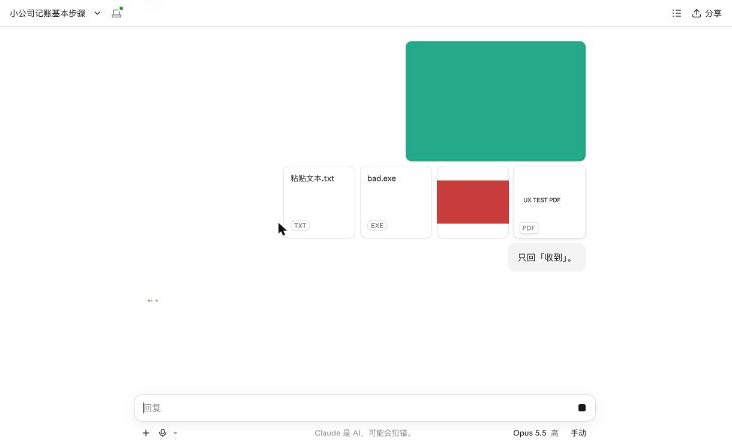 小公司记账基本步骤
分享
粘贴文本.txt
TXT
bad.exe
EXE
UX TEST PDF
PDF
只回「收到」。
回复
Claude 是 AI，可能会犯错。
Opus 5.5 高
手动